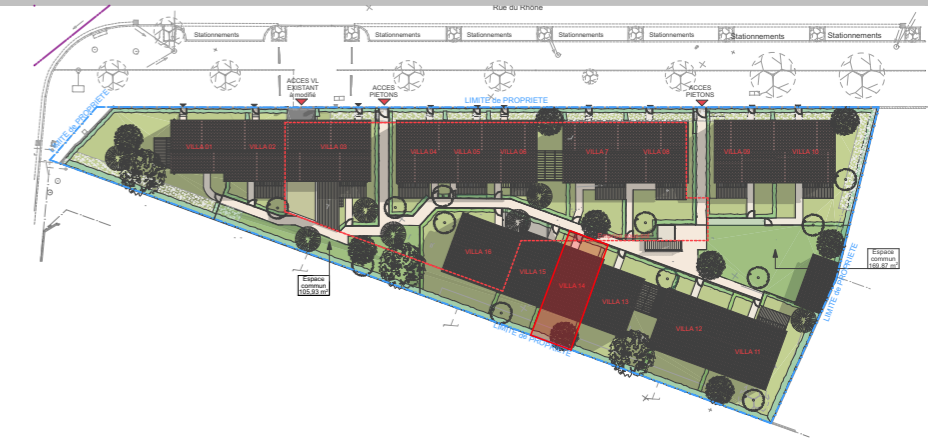 Rue du Rhône
Stationnements
Stationnements
Stationnements
Stationnements
Stationnements
Stationnements
ACCES VL
EXISTANT
à modifié
ACCES
PIETONS
LIMITE de PROPRIETE
ACCES
PIETONS
LIMITE de PROPRIETE
VILLA 01
VILLA 02
VILLA 03
VILLA 04
VILLA 05
VILLA 06
VILLA 7
VILLA 08
VILLA 09
VILLA 10
VILLA 16
VILLA 15
VILLA 14
VILLA 13
VILLA 12
VILLA 11
Espace
commun
105,93 m²
Espace
commun
169,87 m²
LIMITE de PROPRIETE
LIMITE de PROPRIETE